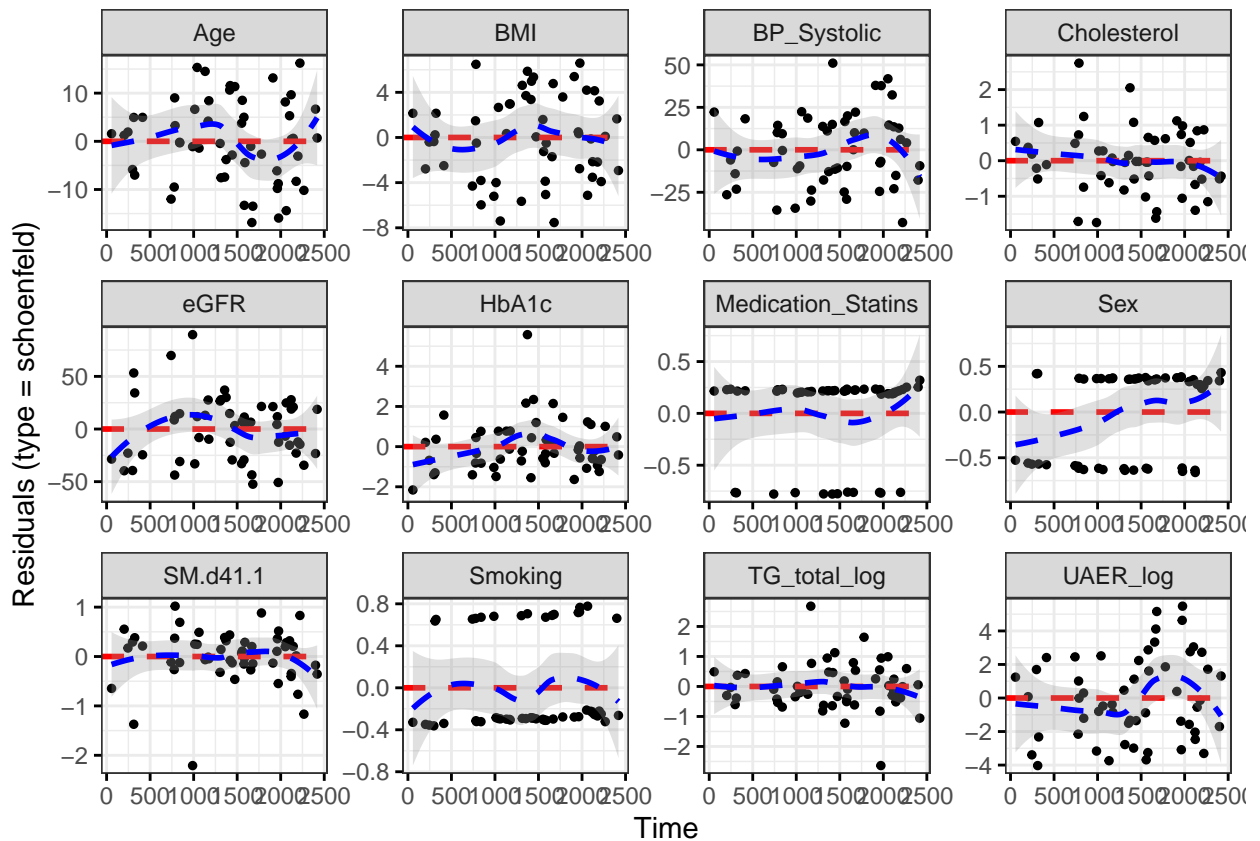 Age BMI BP_Systolic Cholesterol
10 0 −10
4 0 −4 −8
50 25 0 −25
2 1 0 −1
0 500 1000 1500 2000 2500 0 500 1000 1500 2000 2500 0 500 1000 1500 2000 2500 0 500 1000 1500 2000 2500
eGFR HbA1c Medication_Statins Sex
50 0 −50
4 2 0 −2
0.5 0.0 −0.5
0.5 0.0 −0.5
0 500 1000 1500 2000 2500 0 500 1000 1500 2000 2500 0 500 1000 1500 2000 2500 0 500 1000 1500 2000 2500
SM.d41.1 Smoking TG_total_log UAER_log
1 0 −1 −2
0.8 0.4 0.0 −0.4 −0.8
2 1 0 −1 −2
4 2 0 −2 −4
0 500 1000 1500 2000 2500 0 500 1000 1500 2000 2500 0 500 1000 1500 2000 2500 0 500 1000 1500 2000 2500
Time
Residuals (type = schoenfeld)